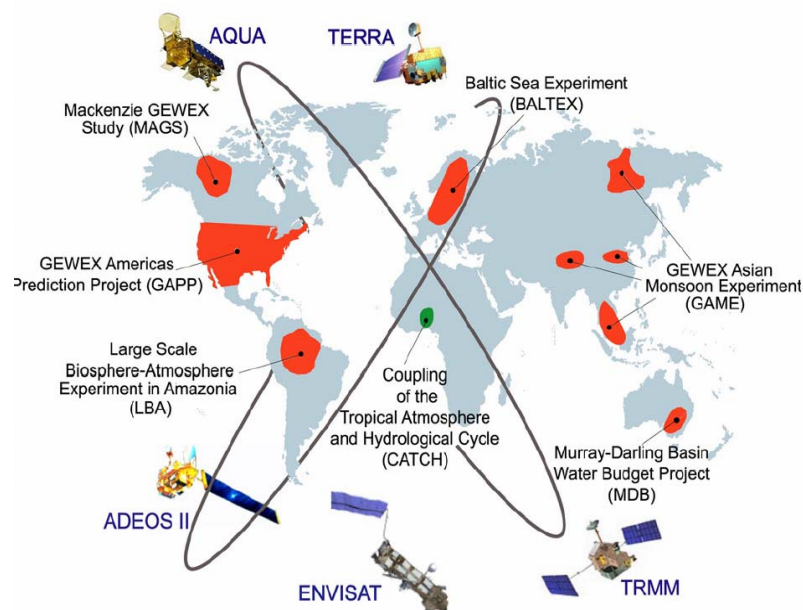 AQUA
TERRA
Baltic Sea Experiment
(BALTEX)
Mackenzie GEWEX
Study (MAGS)
GEWEX Americas
Prediction Project (GAPP)
GEWEX Asian
Monsoon Experiment
(GAME)
Large Scale
Biosphere-Atmosphere
Experiment in Amazonia
(LBA)
Coupling
of the
Tropical Atmosphere
and Hydrological Cycle
(CATCH)
Murray-Darling Basin
Water Budget Project
(MDB)
ADEOS II
ENVISAT
TRMM